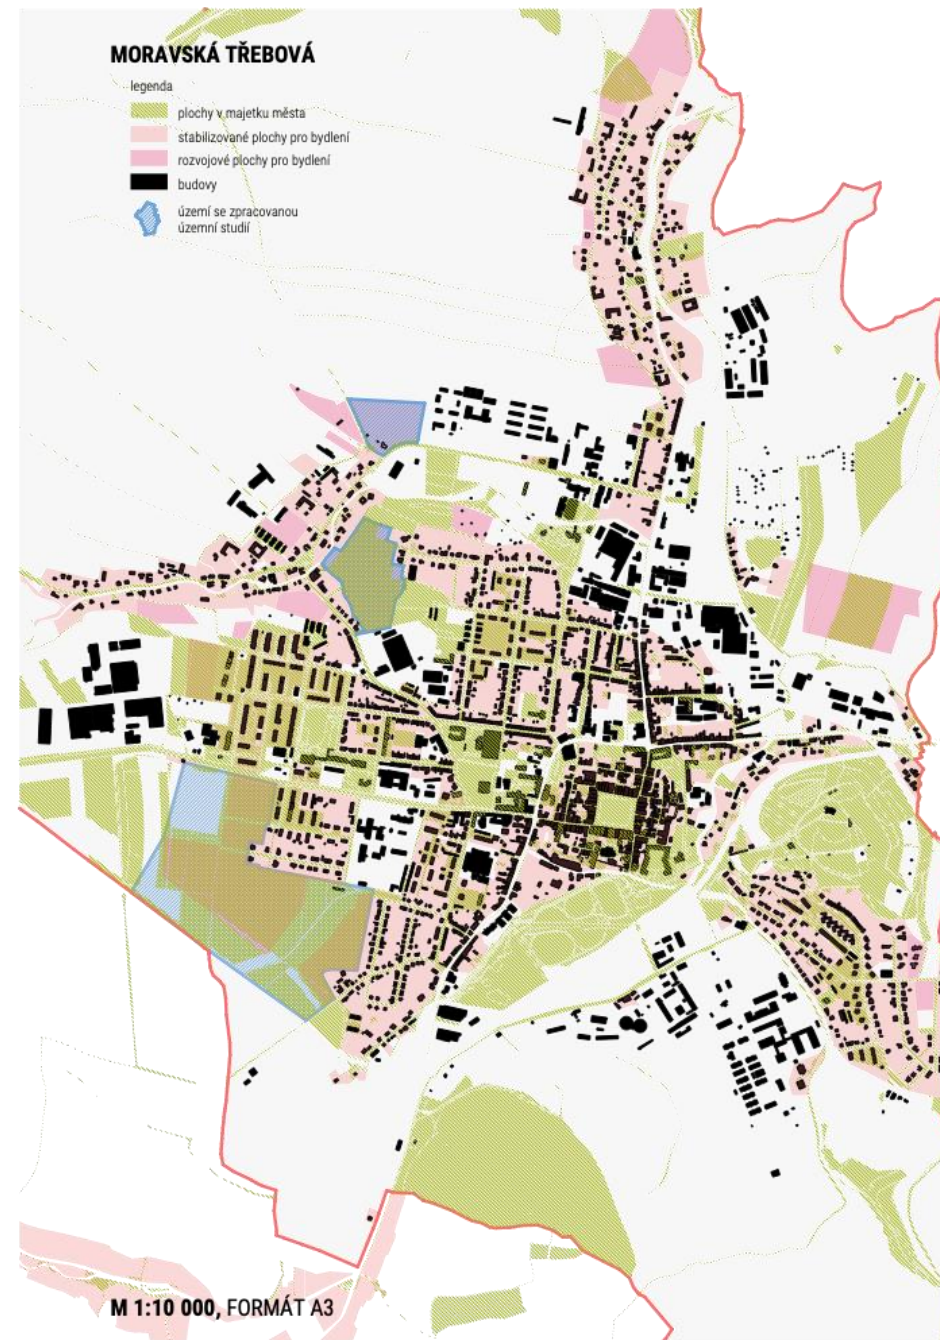 MORAVSKÁ TŘEBOVÁ
legenda
plochy v majetku města
stabilizované plochy pro bydlení
rozvojové plochy pro bydlení
budovy
území se zpracovanou
územní studií
M 1:10 000, FORMÁT A3